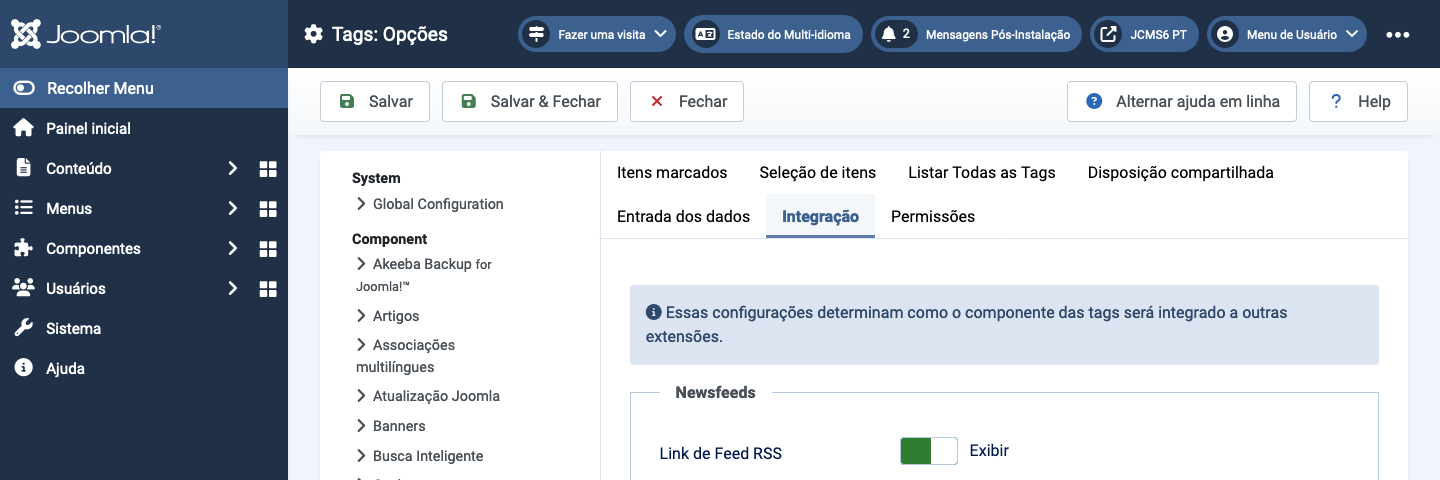 Joomla!®
Tags: Opções
Fazer uma visita
Estado do Multi-idioma
2 Mensagens Pós-Instalação
JCMS6 PT
Menu de Usuário
Recolher Menu
Painel inicial
Conteúdo
Menus
Componentes
Usuários
Sistema
Ajuda
Salvar
Salvar & Fechar
Fechar
Alternar ajuda em linha
? Help
System
Global Configuration
Component
Akeeba Backup for
Joomla!™
Artigos
Associações
multilíngues
Atualização Joomla
Banners
Busca Inteligente
Itens marcados
Seleção de itens
Listar Todas as Tags
Disposição compartilhada
Entrada dos dados
Integração
Permissões
Essas configurações determinam como o componente das tags será integrado a outras
extensões.
Newsfeeds
Link de Feed RSS
Exibir